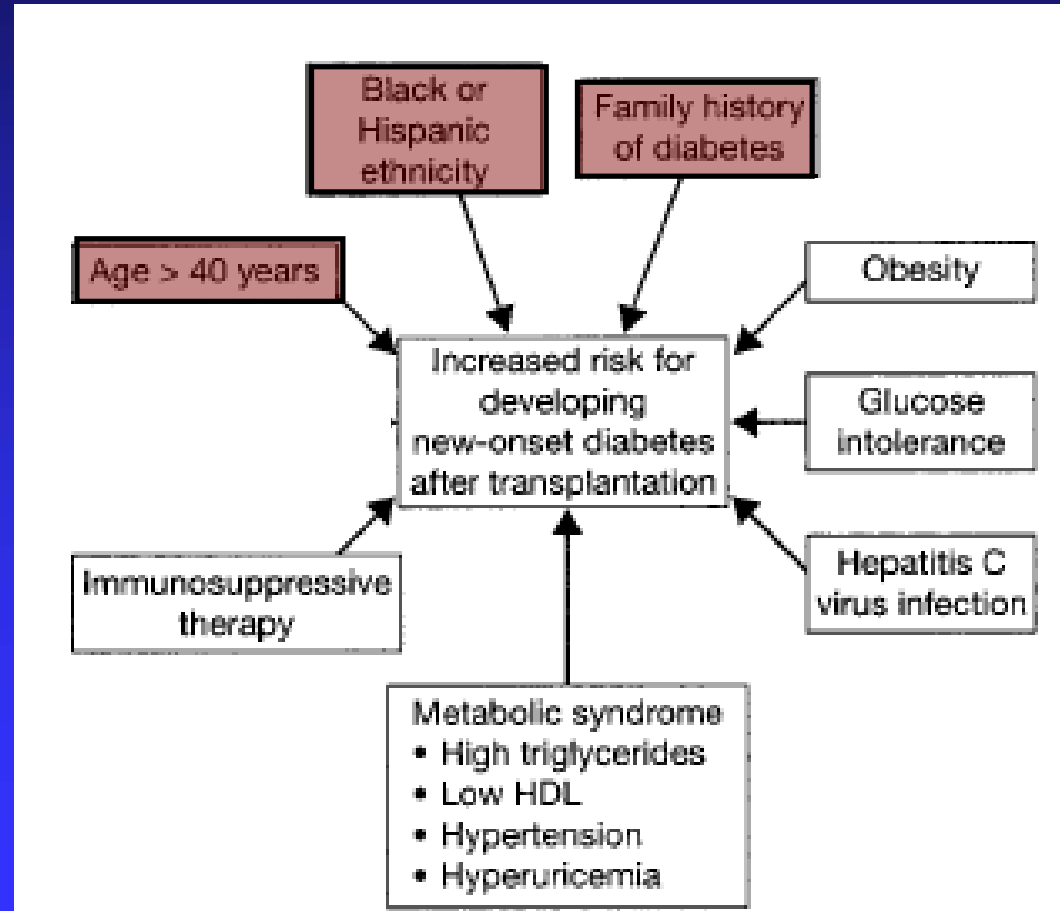 Black or
Hispanic
ethnicity
Family history
of diabetes
Age > 40 years
Obesity
Increased risk for
developing
new-onset diabetes
after transplantation
Glucose
intolerance
Immunosuppressive
therapy
Hepatitis C
virus infection
Metabolic syndrome
• High triglycerides
• Low HDL
• Hypertension
• Hyperuricemia